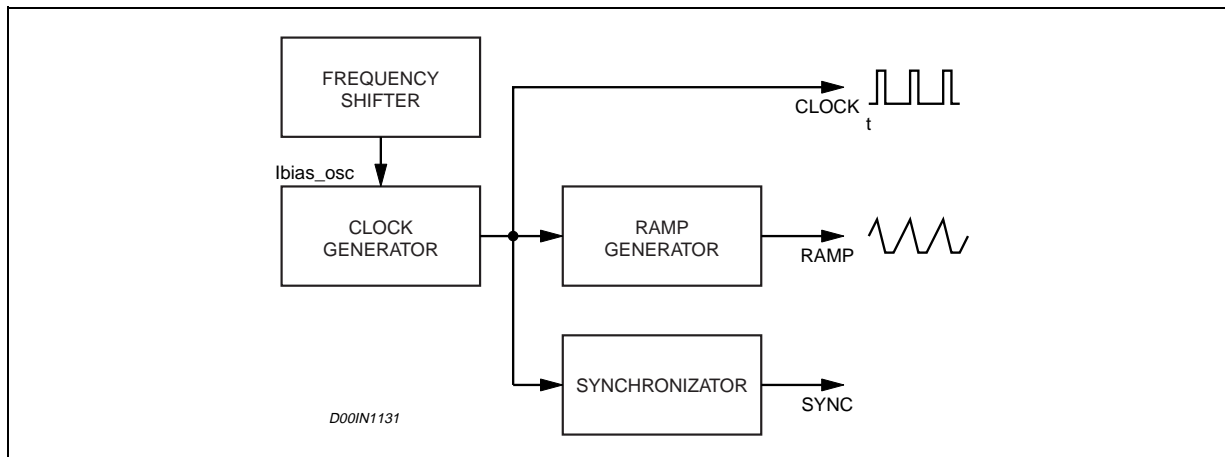 FREQUENCY
SHIFTER
CLOCK
t
Ibias_osc
CLOCK
GENERATOR
RAMP
GENERATOR
RAMP
SYNCHRONIZATOR
SYNC
D00IN1131